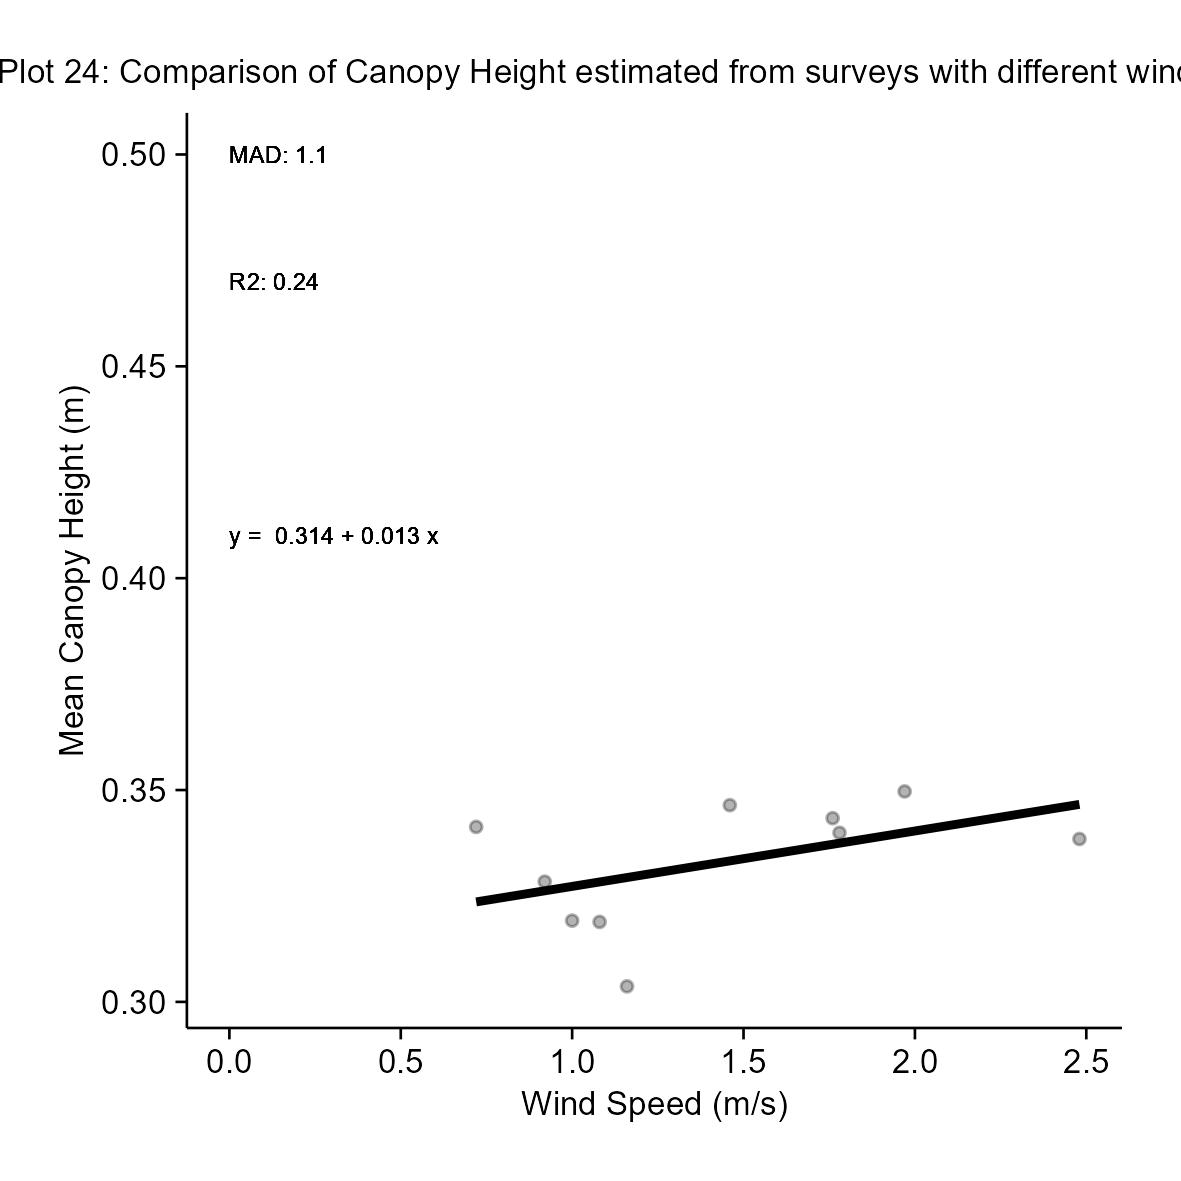 Plot 24: Comparison of Canopy Height estimated from surveys with different
0.50
MAD: 1.1
R2: 0.24
0.45
y =  0.314 + 0.013 x
0.40
0.35
0.30
Mean Canopy Height (m)
0.0 0.5 1.0 1.5 2.0 2.5
Wind Speed (m/s)